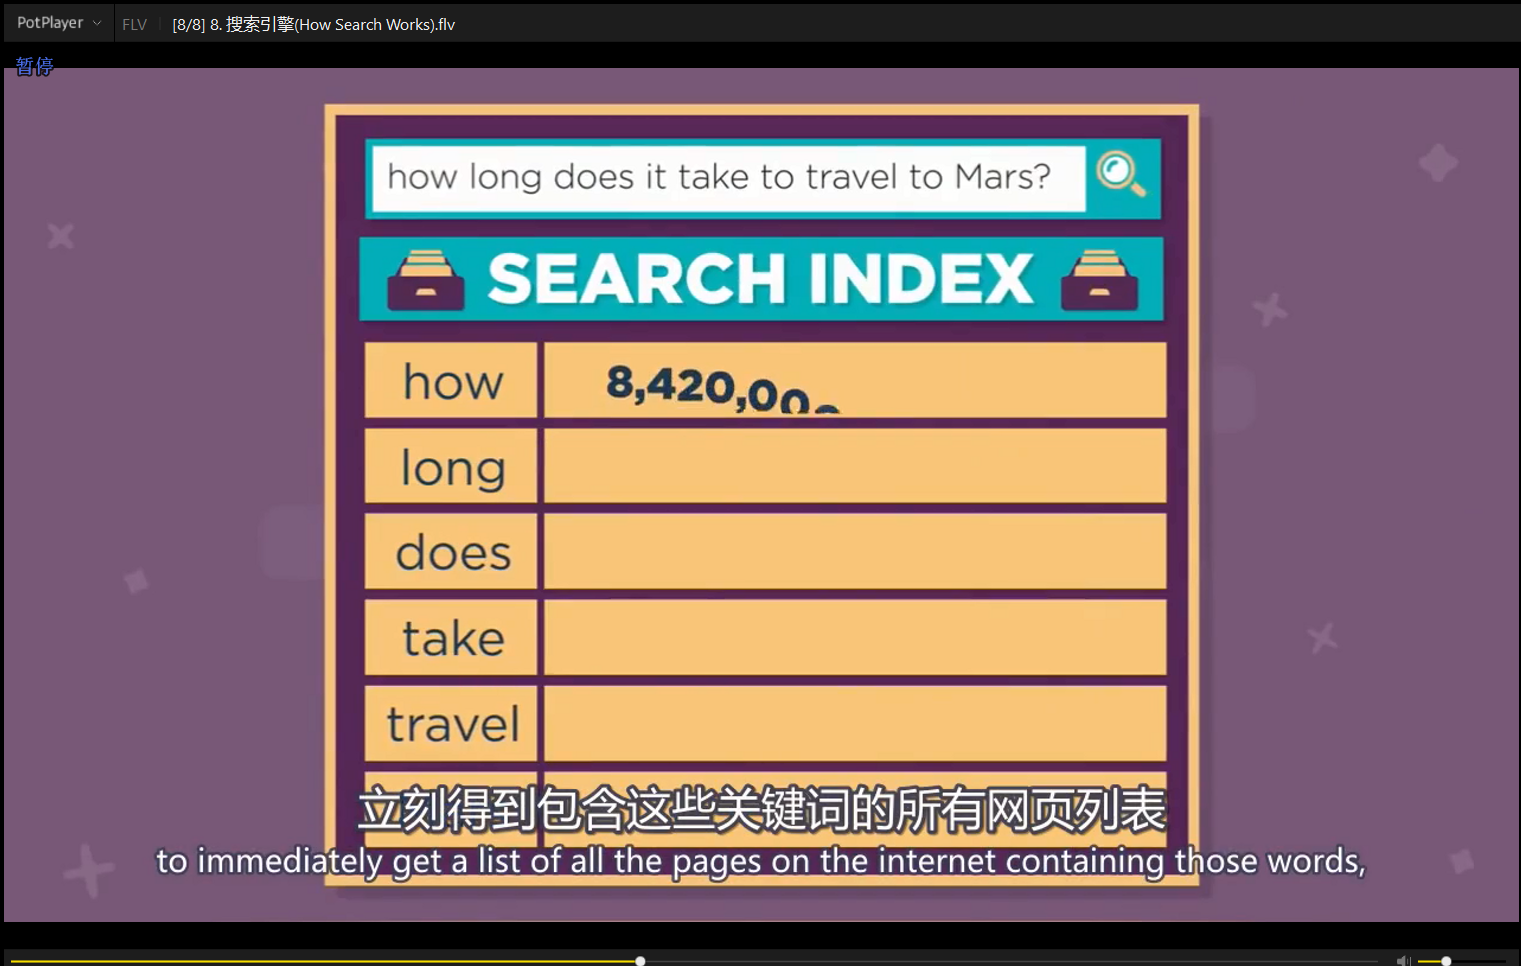 PotPlayer FLV [8/8] 8. 搜索引擎(How Search Works).flv
暂停
how long does it take to travel to Mars?
SEARCH INDEX
how 8,420,00
long
does
take
travel
立刻得到包含这些关键词的所有网页列表
to immediately get a list of all the pages on the internet containing those words,